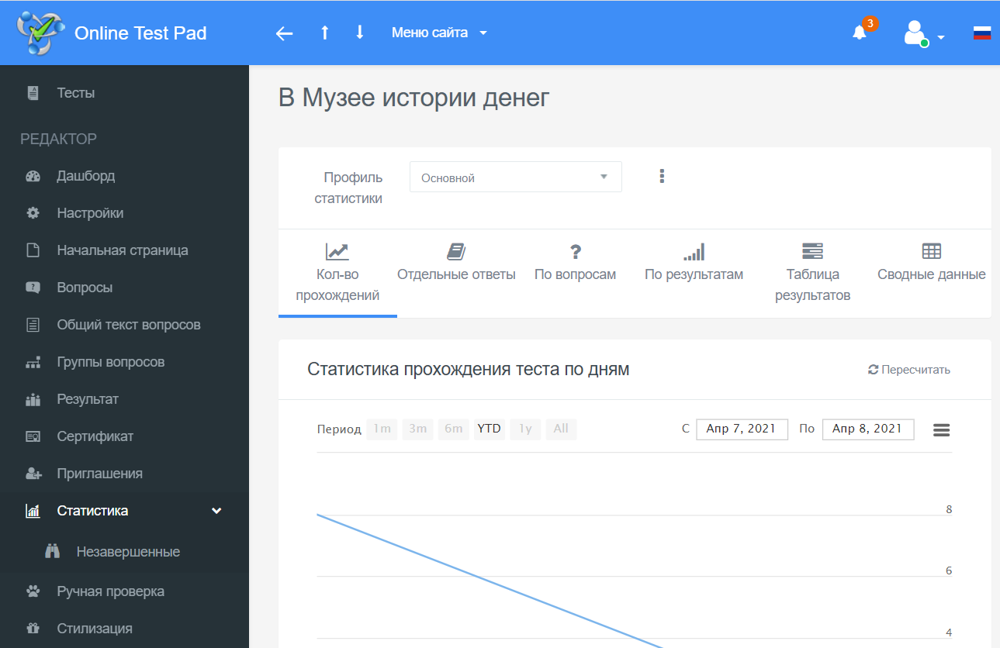 Online Test Pad
Меню сайта
3
Тесты
РЕДАКТОР
Дашборд
Настройки
Начальная страница
Вопросы
Общий текст вопросов
Группы вопросов
Результат
Сертификат
Приглашения
Статистика
Незавершенные
Ручная проверка
Стилизация
В Музее истории денег
Профиль
статистики
Основной
Кол-во
прохождений
Отдельные ответы
По вопросам
По результатам
Таблица
результатов
Сводные данные
Статистика прохождения теста по дням
Пересчитать
Период 1m 3m 6m YTD 1y All
С Апр 7, 2021 По Апр 8, 2021
8
6
4